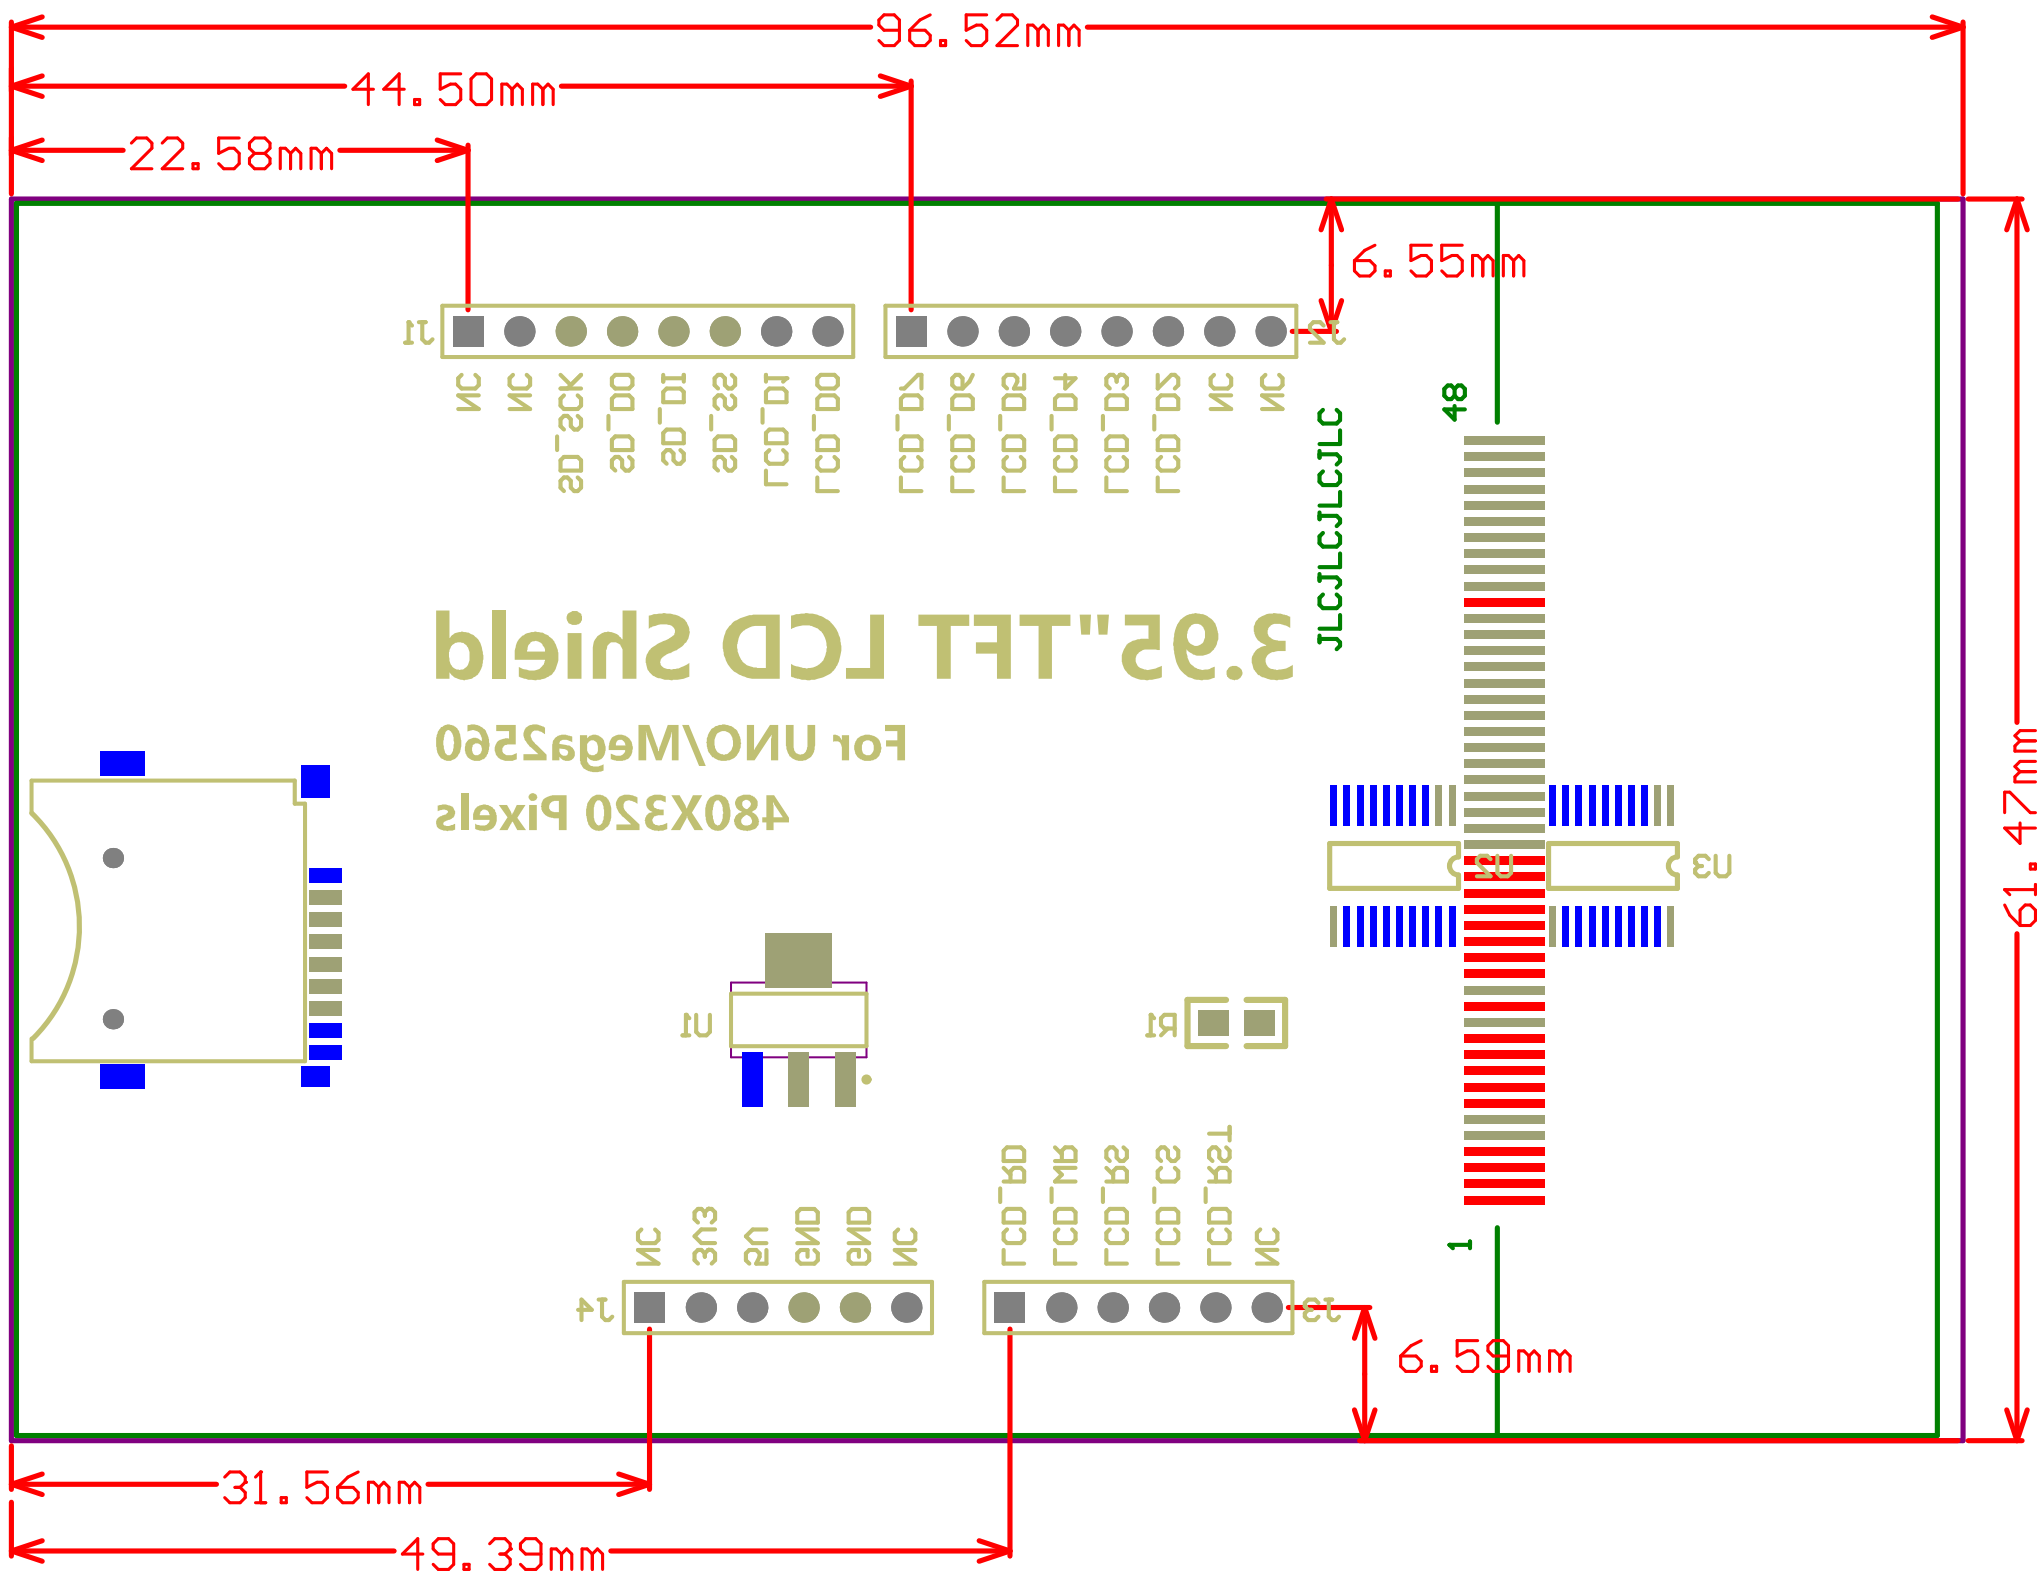 96.52mm
44.50mm
22.58mm
6.55mm
J1
J2
NC
NC
SD_SCK
SD_D0
SD_DI
SD_SS
LCD_D1
LCD_D0
LCD_D7
LCD_D6
LCD_D5
LCD_D4
LCD_D3
LCD_D2
NC
NC
48
JLCJLCJLCJLC
3.95"TFT LCD Shield
For UNO/Mega2560
480X320 Pixels
61.47mm
U2
U3
U1
R1
NC
3V3
5V
GND
GND
NC
LCD_RD
LCD_WR
LCD_RS
LCD_CS
LCD_RST
NC
1
J4
J3
6.59mm
31.56mm
49.39mm